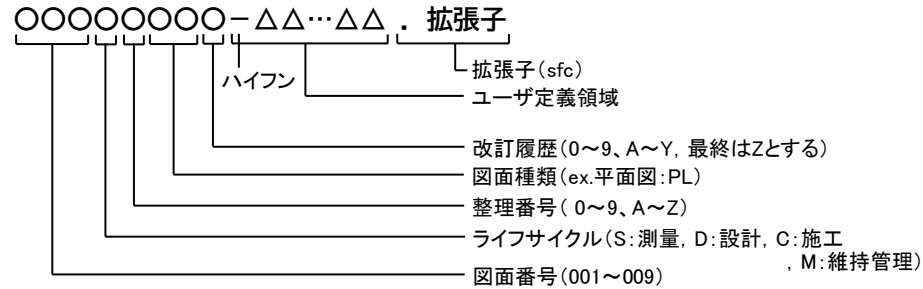 ○○○○○○○○○－△△…△△．拡張子
ハイフン
拡張子（sfc）
ユーザ定義領域
改訂履歴（0～9、A～Y，最終はZとする）
図面種類（ex.平面図：PL）
整理番号（ 0～9、A～Z）
ライフサイクル（S：測量，D：設計，C：施工
，M：維持管理）
図面番号（001～009）